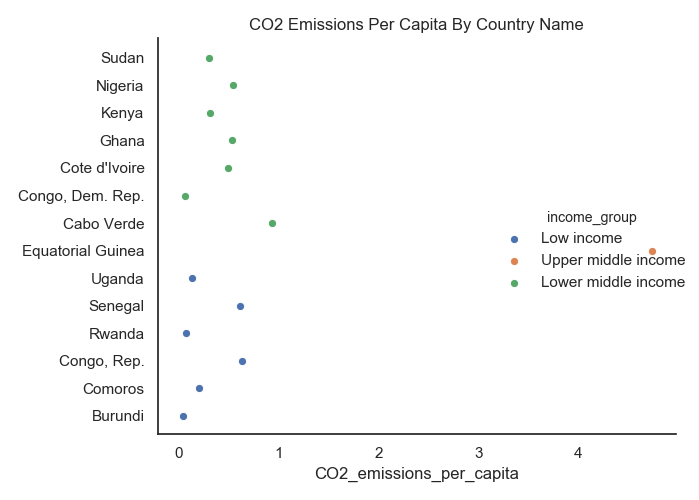 CO2 Emissions Per Capita By Country Name
Sudan
Nigeria
Kenya
Ghana
Cote d'Ivoire
Congo, Dem. Rep.
Cabo Verde
Equatorial Guinea
Uganda
Senegal
Rwanda
Congo, Rep.
Comoros
Burundi
income_group
Low income
Upper middle income
Lower middle income
0 1 2 3 4
CO2_emissions_per_capita